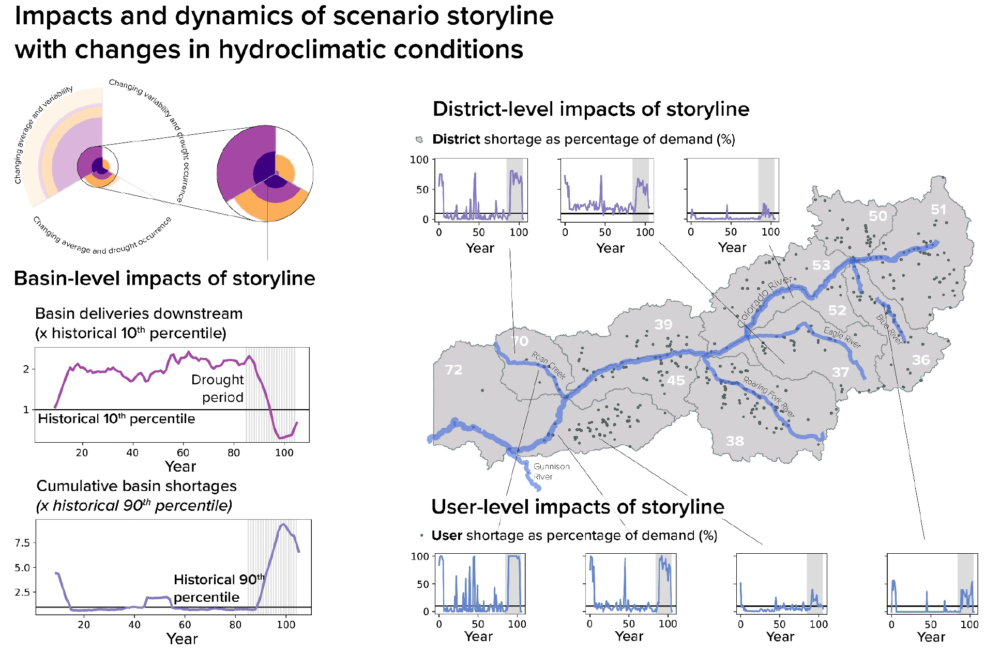 Impacts and dynamics of scenario storyline
with changes in hydroclimatic conditions
Changing average and variability
Changing variability and drought occurrence
Changing average and drought occurrence
Basin-level impacts of storyline
Basin deliveries downstream
(x historical 10th percentile)
2
1
Drought
period
Historical 10th percentile
20 40 60 80 100
Year
Cumulative basin shortages
(x historical 90th percentile)
7.5
5.0
2.5
Historical 90th
percentile
20 40 60 80 100
Year
District-level impacts of storyline
District shortage as percentage of demand (%)
100
50
0
0 50 100
Year
0 50 100
Year
0 50 100
Year
50
51
53
Colorado River
52
39
Eagle River
Blue River
70
Roan Creek
36
72
37
45
Roaring Fork River
38
Gunnison
River
User-level impacts of storyline
User shortage as percentage of demand (%)
100
50
0
0 50 100
Year
0 50 100
Year
0 50 100
Year
0 50 100
Year